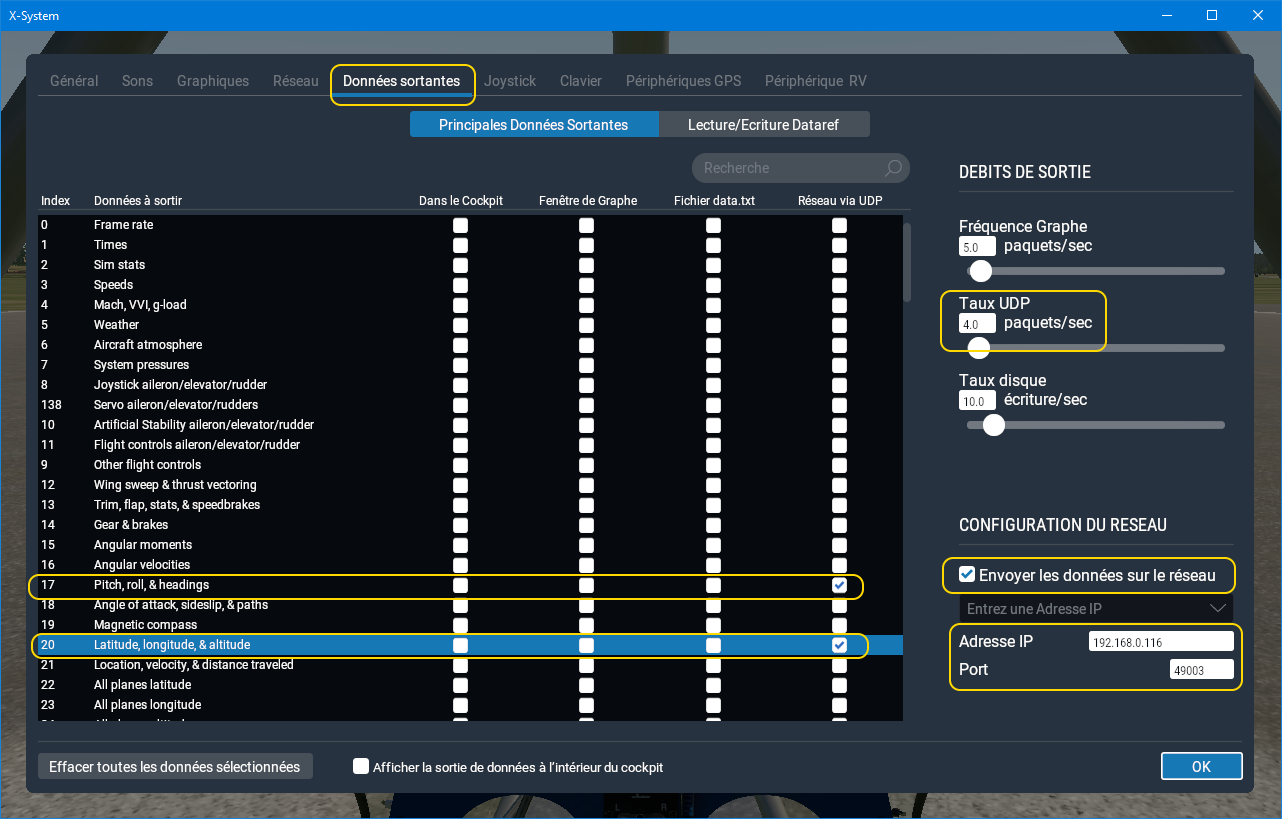 X-System
Général Sons Graphiques Réseau Données sortantes Joystick Clavier Périphériques GPS Périphérique RV
Principales Données Sortantes Lecture/Ecriture Dataref
Recherche
Index Données à sortir Dans le Cockpit Fenêtre de Graphe Fichier data.txt Réseau via UDP
0 Frame rate
1 Times
2 Sim stats
3 Speeds
4 Mach, VVI, g-load
5 Weather
6 Aircraft atmosphere
7 System pressures
8 Joystick aileron/elevator/rudder
138 Servo aileron/elevator/rudders
10 Artificial Stability aileron/elevator/rudder
11 Flight controls aileron/elevator/rudder
9 Other flight controls
12 Wing sweep & thrust vectoring
13 Trim, flap, stats, & speedbrakes
14 Gear & brakes
15 Angular moments
16 Angular velocities
17 Pitch, roll, & headings
18 Angle of attack, sideslip, & paths
19 Magnetic compass
20 Latitude, longitude, & altitude
21 Location, velocity, & distance traveled
22 All planes latitude
23 All planes longitude
DEBITS DE SORTIE
Fréquence Graphe
5.0 paquets/sec
Taux UDP
4.0 paquets/sec
Taux disque
10.0 écriture/sec
CONFIGURATION DU RESEAU
Envoyer les données sur le réseau
Entrez une Adresse IP
Adresse IP 192.168.0.116
Port 49003
Effacer toutes les données sélectionnées
Afficher la sortie de données à l'intérieur du cockpit
OK